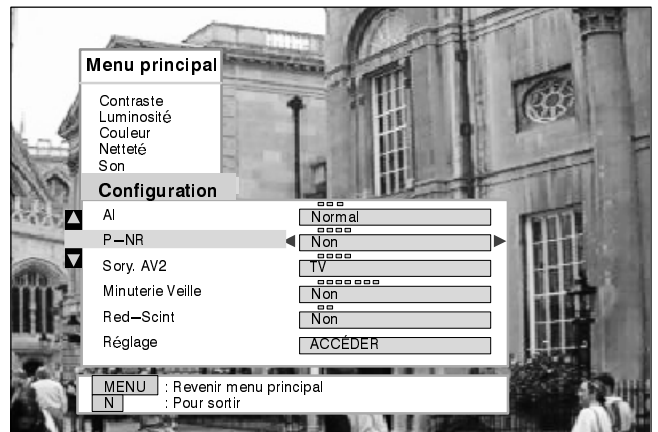 Menu principal
Contraste
Luminosité
Couleur
Netteté
Son
Configuration
AI Normal
P–NR Non
Sory. AV2 TV
Minuterie Veille Non
Red–Scint Non
Réglage ACCÉDER
MENU : Revenir menu principal
N : Pour sortir